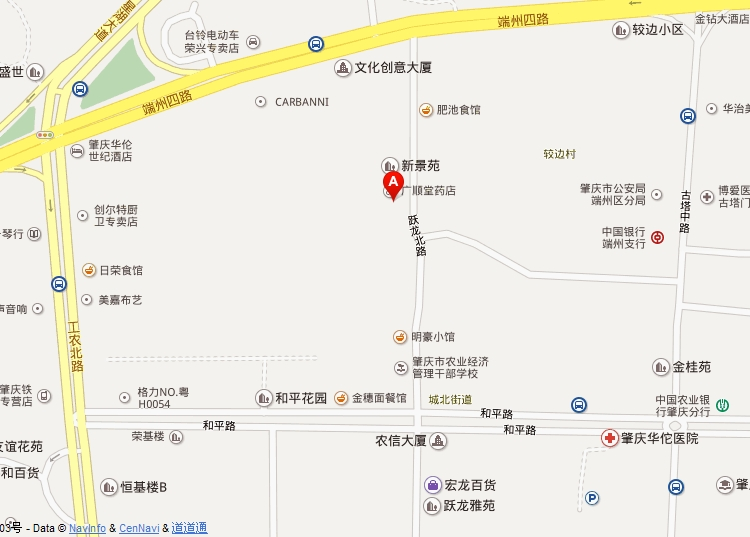 星湖大道
台铃电动车
荣兴专卖店
端州四路
较边小区
金钻大酒店
盛世
文化创意大厦
端州四路
CARBANNI
肥池食馆
华治美
肇庆华伦
世纪酒店
新景苑
较边村
A
广顺堂药店
肇庆市公安局
端州区分局
古塔中路
博爱医
古塔门
创尔特厨
卫专卖店
跃龙北路
中国银行
端州支行
琴行
日荣食馆
美嘉布艺
声音响
工农北路
明豪小馆
肇庆市农业经济
管理干部学校
金桂苑
肇庆铁
专营店
格力NO.粤
H0054
和平花园
金穗面餐馆
城北街道
中国农业银
行肇庆分行
和平路
荣基楼
和平路
和平路
农信大厦
肇庆华佗医院
友谊花苑
和百货
恒基楼B
宏龙百货
跃龙雅苑
P
肇
03号 - Data © NavInfo & CenNavi & 道道通